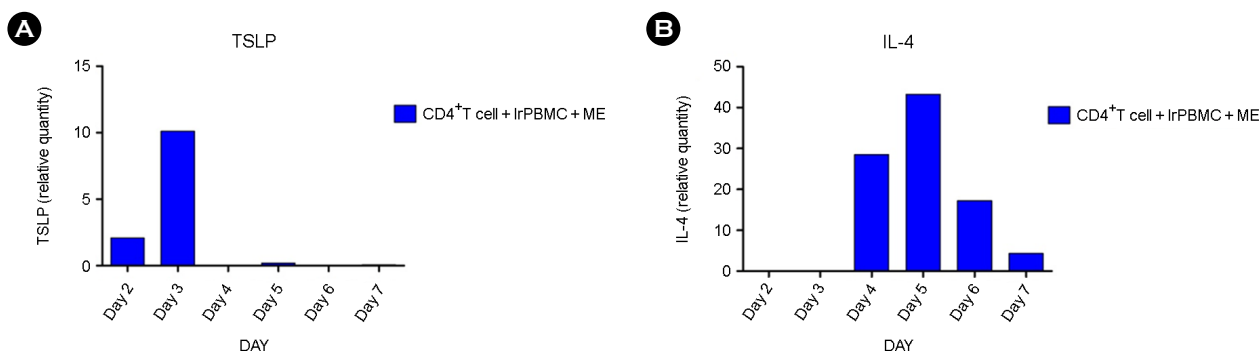 A
TSLP
TSLP (relative quantity)
15
10
5
0
Day 2
Day 3
Day 4
Day 5
Day 6
Day 7
DAY
CD4⁺T cell + IrPBMC + ME
B
IL-4
IL-4 (relative quantity)
50
40
30
20
10
0
Day 2
Day 3
Day 4
Day 5
Day 6
Day 7
DAY
CD4⁺T cell + IrPBMC + ME